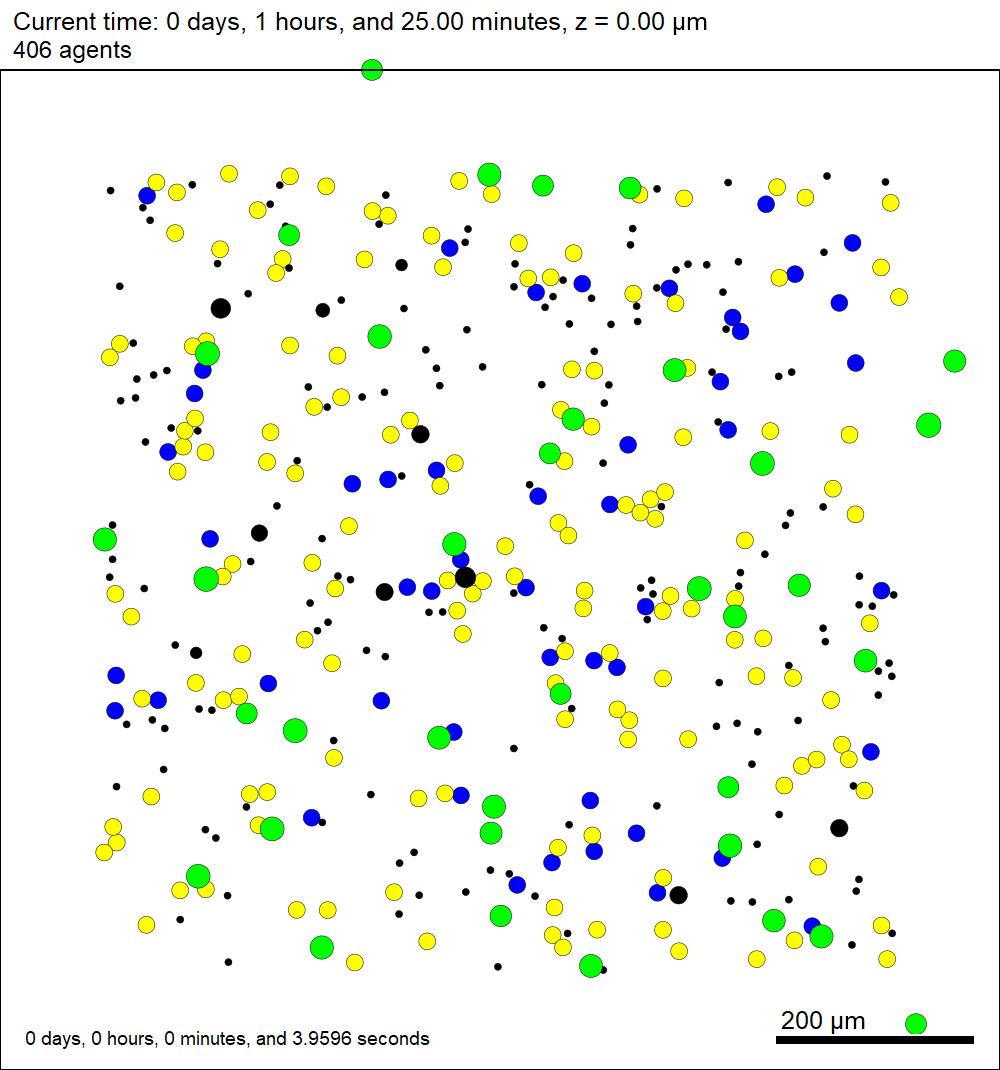 Current time: 0 days, 1 hours, and 25.00 minutes, z = 0.00 µm
406 agents
200 µm
0 days, 0 hours, 0 minutes, and 3.9596 seconds